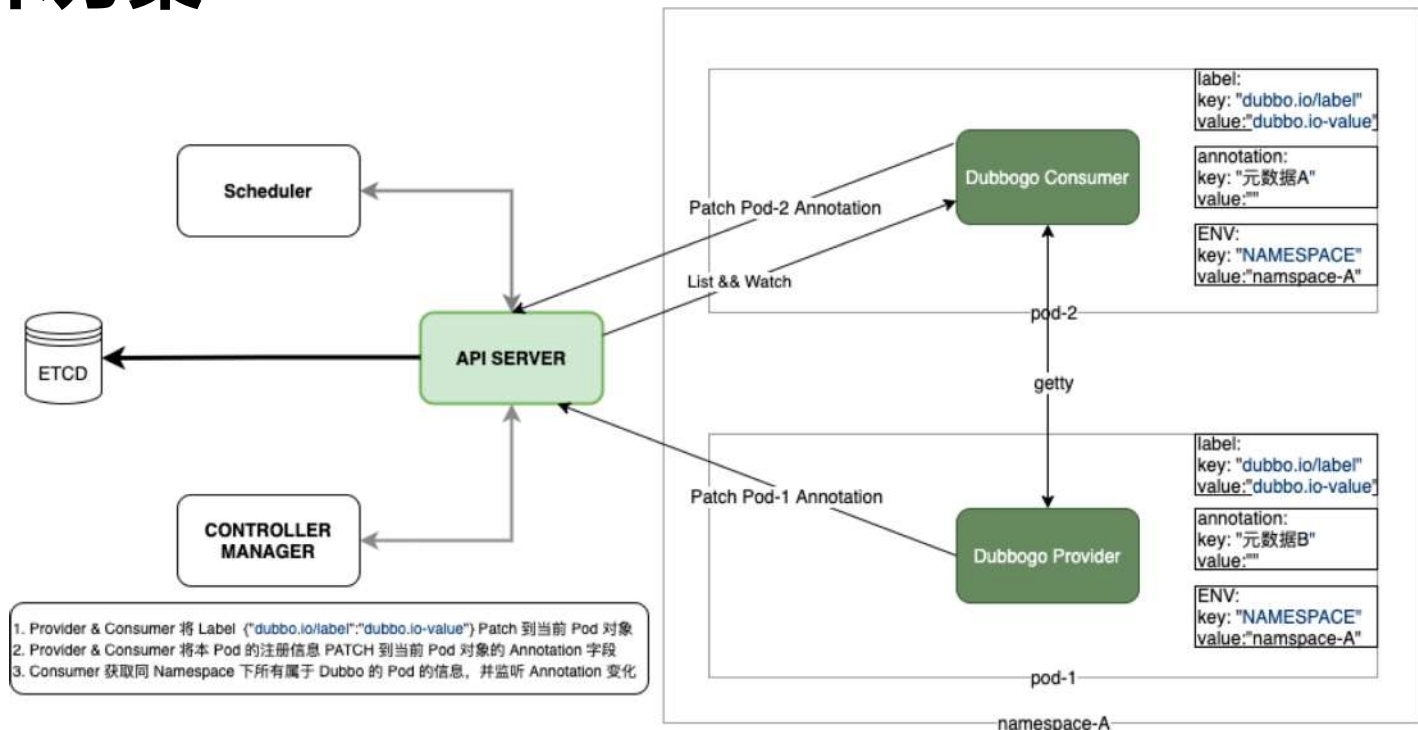 label:
key: "dubbo.io/label"
value:"dubbo.io-value"
annotation:
key: "元数据A"
value:""
ENV:
key: "NAMESPACE"
value:"namspace-A"
Dubbogo Consumer
Scheduler
Patch Pod-2 Annotation
List && Watch
pod-2
API SERVER
ETCD
getty
label:
key: "dubbo.io/label"
value:"dubbo.io-value"
annotation:
key: "元数据B"
value:""
ENV:
key: "NAMESPACE"
value:"namspace-A"
Patch Pod-1 Annotation
Dubbogo Provider
CONTROLLER
MANAGER
1. Provider & Consumer 将 Label {"dubbo.io/label":"dubbo.io-value"} Patch 到当前 Pod 对象
2. Provider & Consumer 将本 Pod 的注册信息 PATCH 到当前 Pod 对象的 Annotation 字段
3. Consumer 获取同 Namespace 下所有属于 Dubbo 的 Pod 的信息，并监听 Annotation 变化
pod-1
namespace-A